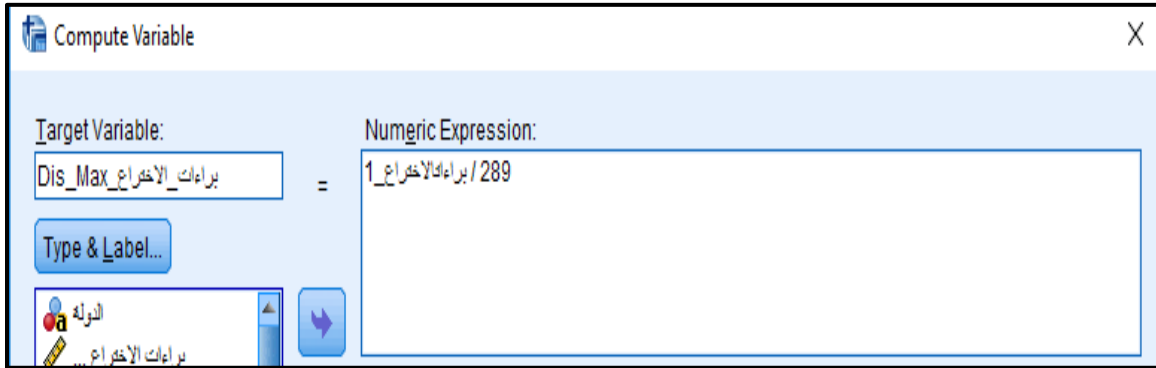 Compute Variable
Target Variable:
Numeric Expression:
Dis_Max_براءات_الاختراع
=
براءاتالاختراع_1 / 289
Type & Label...
الدولة
براءات الاختراع ...